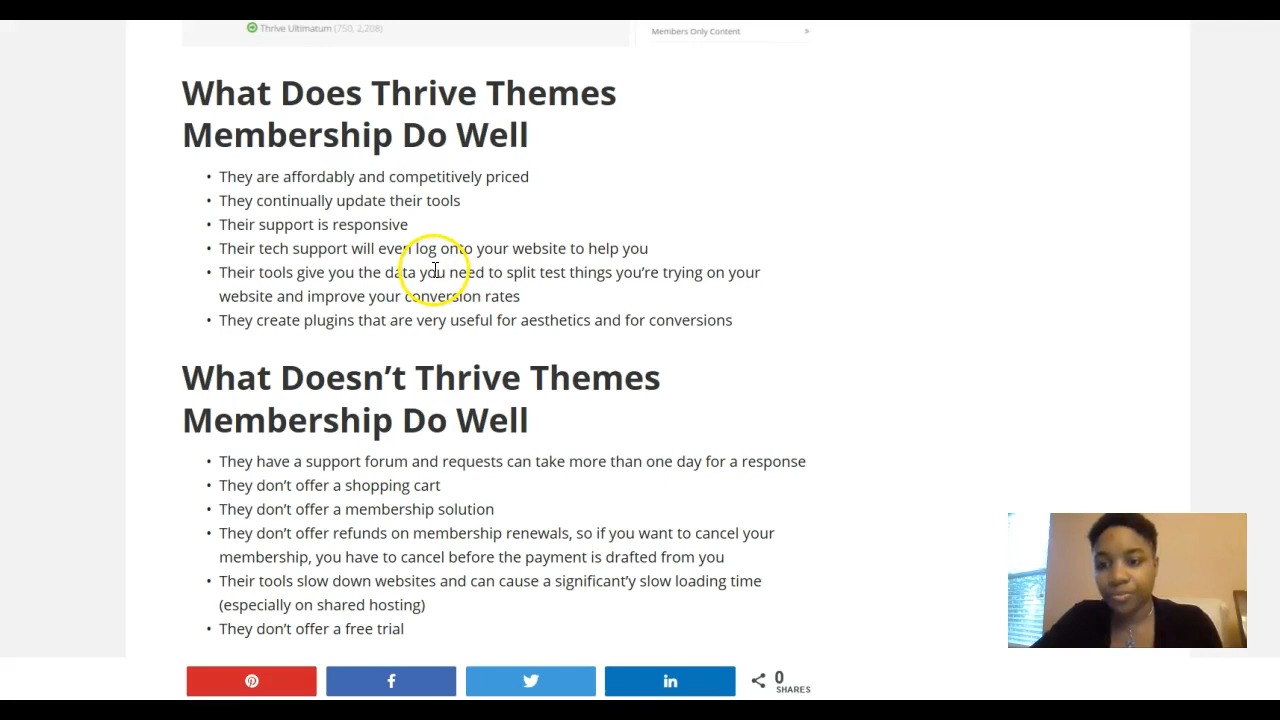 Thrive Ultimatum (750, 2,208)
Members Only Content »
What Does Thrive Themes
Membership Do Well
• They are affordably and competitively priced
• They continually update their tools
• Their support is responsive
• Their tech support will even log onto your website to help you
• Their tools give you the data you need to split test things you're trying on your
website and improve your conversion rates
• They create plugins that are very useful for aesthetics and for conversions
What Doesn't Thrive Themes
Membership Do Well
• They have a support forum and requests can take more than one day for a response
• They don't offer a shopping cart
• They don't offer a membership solution
• They don't offer refunds on membership renewals, so if you want to cancel your
membership, you have to cancel before the payment is drafted from you
• Their tools slow down websites and can cause a significant'y slow loading time
(especially on shared hosting)
• They don't offer a free trial
0
SHARES